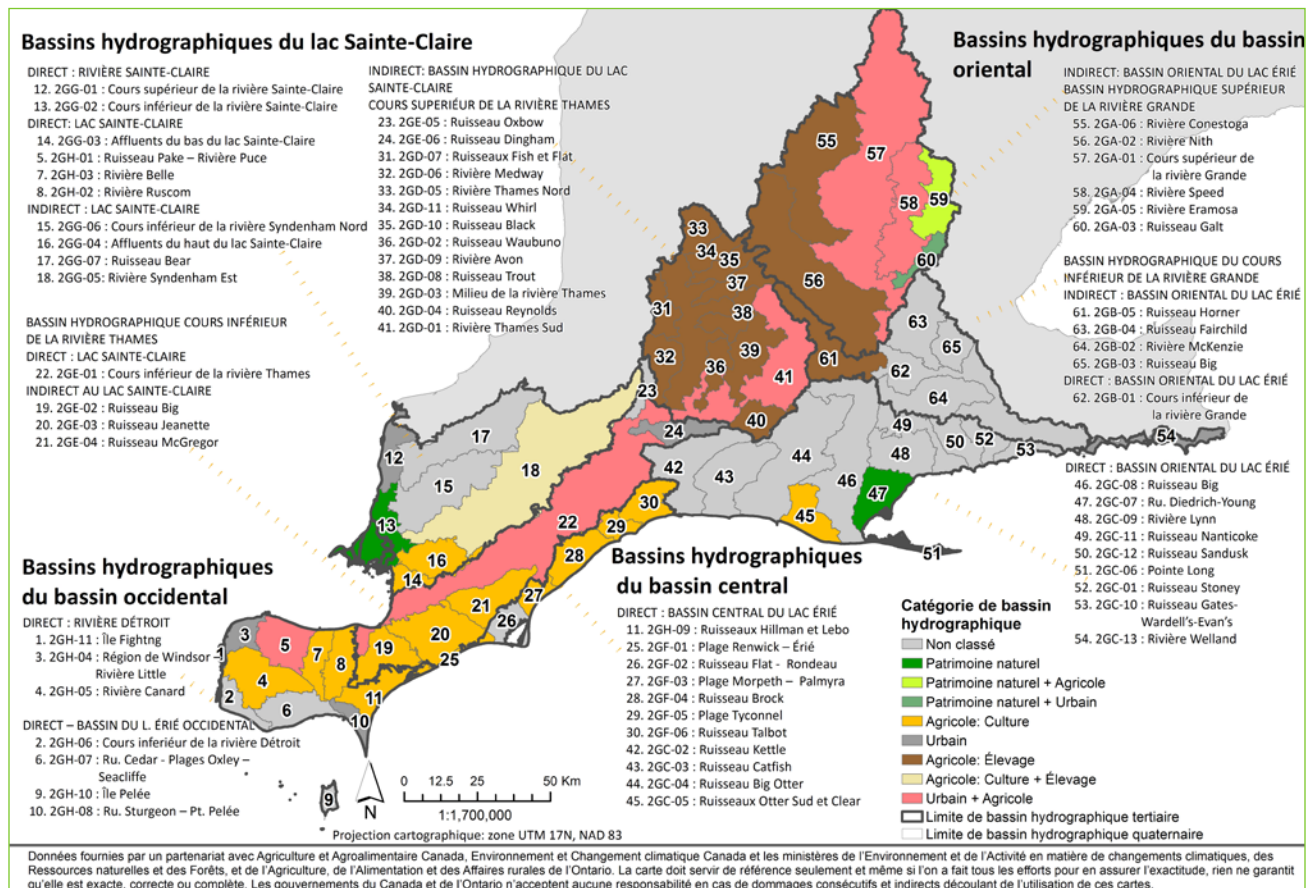 Bassins hydrographiques du lac Sainte-Claire
DIRECT : RIVIÈRE SAINTE-CLAIRE
12. 2GG-01 : Cours supérieur de la rivière Sainte-Claire
13. 2GG-02 : Cours inférieur de la rivière Sainte-Claire
DIRECT: LAC SAINTE-CLAIRE
14. 2GG-03 : Affluents du bas du lac Sainte-Claire
5. 2GH-01 : Ruisseau Pake – Rivière Puce
7. 2GH-03 : Rivière Belle
8. 2GH-02 : Rivière Ruscom
INDIRECT : LAC SAINTE-CLAIRE
15. 2GG-06 : Cours inférieur de la rivière Syndenham Nord
16. 2GG-04 : Affluents du haut du lac Sainte-Claire
17. 2GG-07 : Ruisseau Bear
18. 2GG-05: Rivière Syndenham Est
BASSIN HYDROGRAPHIQUE COURS INFÉRIEUR
DE LA RIVIÈRE THAMES
DIRECT : LAC SAINTE-CLAIRE
22. 2GE-01 : Cours inférieur de la rivière Thames
INDIRECT AU LAC SAINTE-CLAIRE
19. 2GE-02 : Ruisseau Big
20. 2GE-03 : Ruisseau Jeanette
21. 2GE-04 : Ruisseau McGregor
INDIRECT: BASSIN HYDROGRAPHIQUE DU LAC
SAINTE-CLAIRE
COURS SUPERIÉUR DE LA RIVIÈRE THAMES
23. 2GE-05 : Ruisseau Oxbow
24. 2GE-06 : Ruisseau Dingham
31. 2GD-07 : Ruisseaux Fish et Flat
32. 2GD-06 : Rivière Medway
33. 2GD-05 : Rivière Thames Nord
34. 2GD-11 : Ruisseau Whirl
35. 2GD-10 : Ruisseau Black
36. 2GD-02 : Ruisseau Waubuno
37. 2GD-09 : Rivière Avon
38. 2GD-08 : Ruisseau Trout
39. 2GD-03 : Milieu de la rivière Thames
40. 2GD-04 : Ruisseau Reynolds
41. 2GD-01 : Rivière Thames Sud
Bassins hydrographiques du bassin
oriental
INDIRECT: BASSIN ORIENTAL DU LAC ÉRIÉ
BASSIN HYDROGRAPHIQUE SUPÉRIEUR
DE LA RIVIÈRE GRANDE
55. 2GA-06 : Rivière Conestoga
56. 2GA-02 : Rivière Nith
57. 2GA-01 : Cours supérieur de
la rivière Grande
58. 2GA-04 : Rivière Speed
59. 2GA-05 : Rivière Eramosa
60. 2GA-03 : Ruisseau Galt
BASSIN HYDROGRAPHIQUE DU COURS
INFÉRIEUR DE LA RIVIÈRE GRANDE
INDIRECT: BASSIN ORIENTAL DU LAC ÉRIÉ
61. 2GB-05 : Ruisseau Horner
63. 2GB-04 : Ruisseau Fairchild
64. 2GB-02 : Rivière McKenzie
65. 2GB-03 : Ruisseau Big
DIRECT : BASSIN ORIENTAL DU LAC ÉRIÉ
62. 2GB-01 : Cours inférieur de
la rivière Grande
DIRECT : BASSIN ORIENTAL DU LAC ÉRIÉ
46. 2GC-08 : Ruisseau Big
47. 2GC-07 : Ru. Diedrich-Young
48. 2GC-09 : Rivière Lynn
49. 2GC-11 : Ruisseau Nanticoke
50. 2GC-12 : Ruisseau Sandusk
51. 2GC-06 : Pointe Long
52. 2GC-01 : Ruisseau Stoney
53. 2GC-10 : Ruisseau Gates-
Wardell's-Evan's
54. 2GC-13 : Rivière Welland
55
57
58
59
60
33
34
35
37
56
31
38
63
65
32
39
36
41
61
62
64
23
40
24
49
54
17
12
44
50
52
53
42
43
48
18
15
46
47
30
45
13
22
29
51
16
28
14
21
27
26
3
5
7
8
19
20
25
1
4
2
6
11
10
9
Bassins hydrographiques
du bassin occidental
DIRECT : RIVIÈRE DÉTROIT
1. 2GH-11 : Île Fightng
3. 2GH-04 : Région de Windsor –
Rivière Little
4. 2GH-05 : Rivière Canard
DIRECT – BASSIN DU L. ÉRIÉ OCCIDENTAL
2. 2GH-06 : Cours inferiéur de la rivière Détroit
6. 2GH-07 : Ru. Cedar - Plages Oxley –
Seacliffe
9. 2GH-10 : Île Pelée
10. 2GH-08 : Ru. Sturgeon – Pt. Pelée
Bassins hydrographiques
du bassin central
DIRECT : BASSIN CENTRAL DU LAC ÉRIÉ
11. 2GH-09 : Ruisseaux Hillman et Lebo
25. 2GF-01 : Plage Renwick – Érié
26. 2GF-02 : Ruisseau Flat - Rondeau
27. 2GF-03 : Plage Morpeth – Palmyra
28. 2GF-04 : Ruisseau Brock
29. 2GF-05 : Plage Tyconnel
30. 2GF-06 : Ruisseau Talbot
42. 2GC-02 : Ruisseau Kettle
43. 2GC-03 : Ruisseau Catfish
44. 2GC-04 : Ruisseau Big Otter
45. 2GC-05 : Ruisseaux Otter Sud et Clear
Catégorie de bassin
hydrographique
Non classé
Patrimoine naturel
Patrimoine naturel + Agricole
Patrimoine naturel + Urbain
Agricole: Culture
Urbain
Agricole: Élevage
Agricole: Culture + Élevage
Urbain + Agricole
Limite de bassin hydrographique tertiaire
Limite de bassin hydrographique quaternaire
N
0 12.5 25 50 Km
1:1,700,000
Projection cartographique: zone UTM 17N, NAD 83
Données fournies par un partenariat avec Agriculture et Agroalimentaire Canada, Environnement et Changement climatique Canada et les ministères de l'Environnement et de l'Activité en matière de changements climatiques, des
Ressources naturelles et des Forêts, et de l'Agriculture, de l'Alimentation et des Affaires rurales de l'Ontario. La carte doit servir de référence seulement et même si l'on a fait tous les efforts pour en assurer l'exactitude, rien ne garantit
qu'elle est exacte, correcte ou complète. Les gouvernements du Canada et de l'Ontario n'acceptent aucune responsabilité en cas de dommages consécutifs et indirects découlant de l'utilisation de ces cartes.